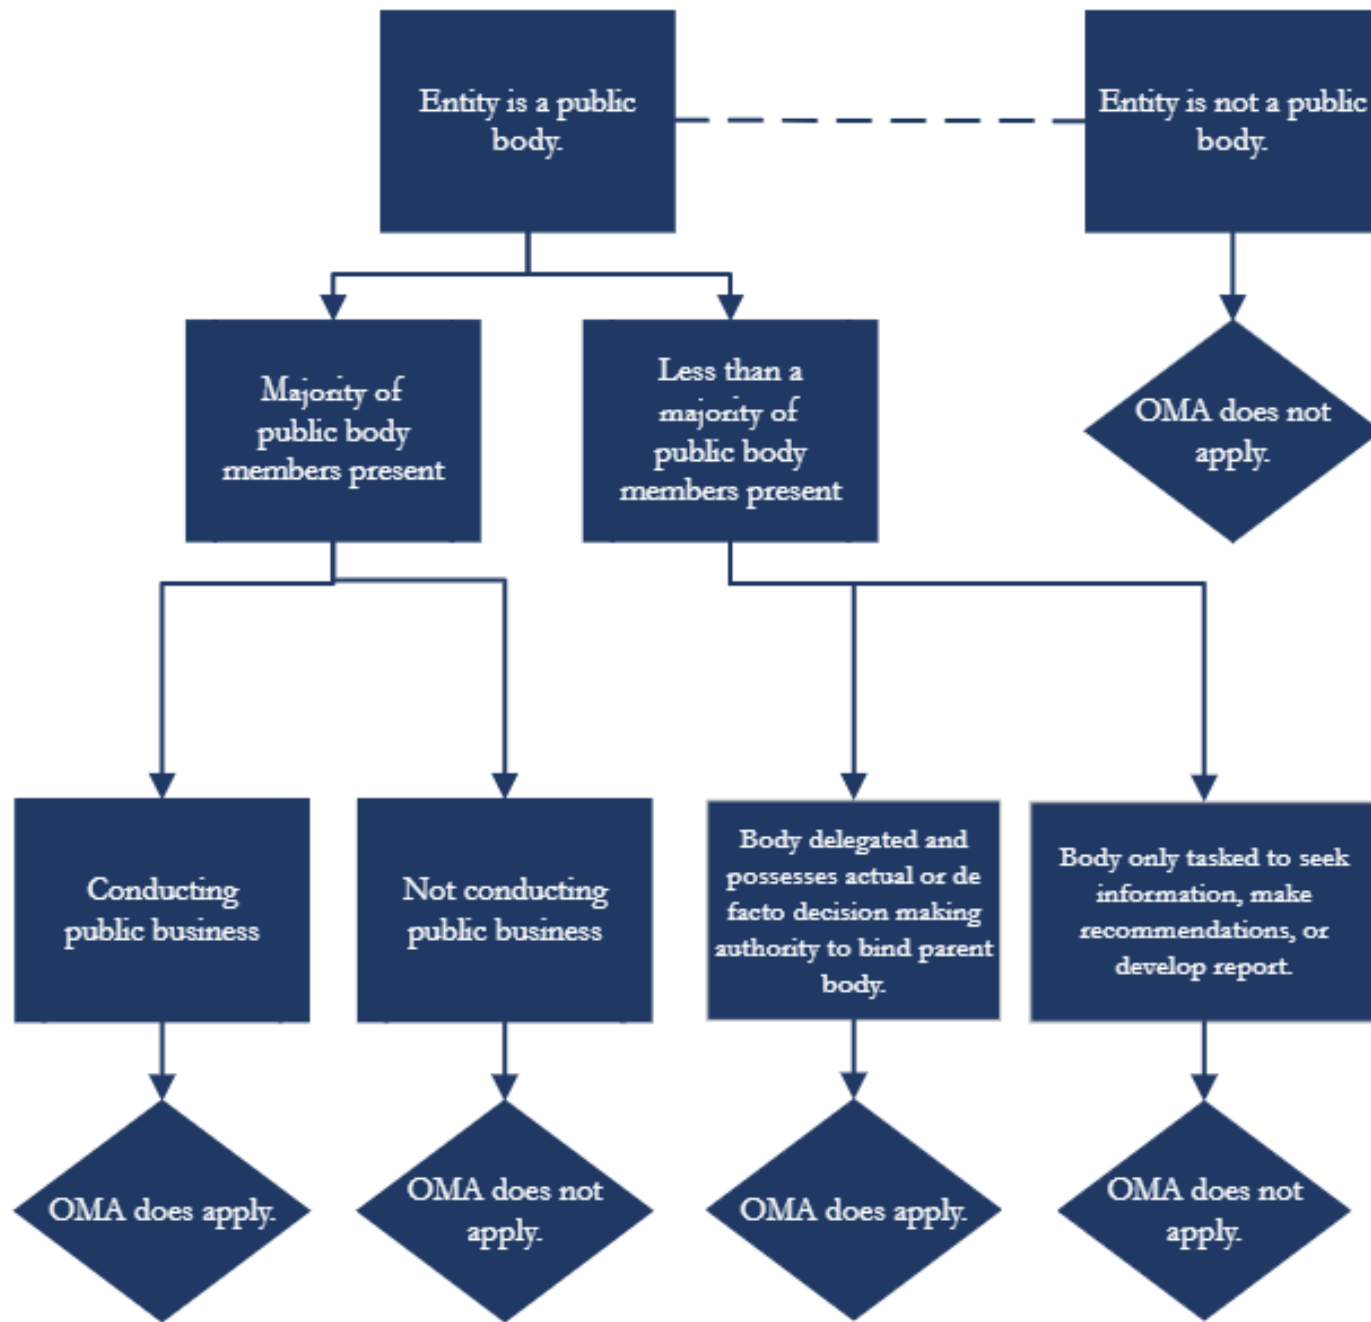 Entity is a public
body.
Entity is not a public
body.
Majority of
public body
members present
Less than a
majority of
public body
members present
OMA does not
apply.
Conducting
public business
Not conducting
public business
Body delegated and
possesses actual or de
facto decision making
authority to bind parent
body.
Body only tasked to seek
information, make
recommendations, or
develop report.
OMA does apply.
OMA does not
apply.
OMA does apply.
OMA does not
apply.